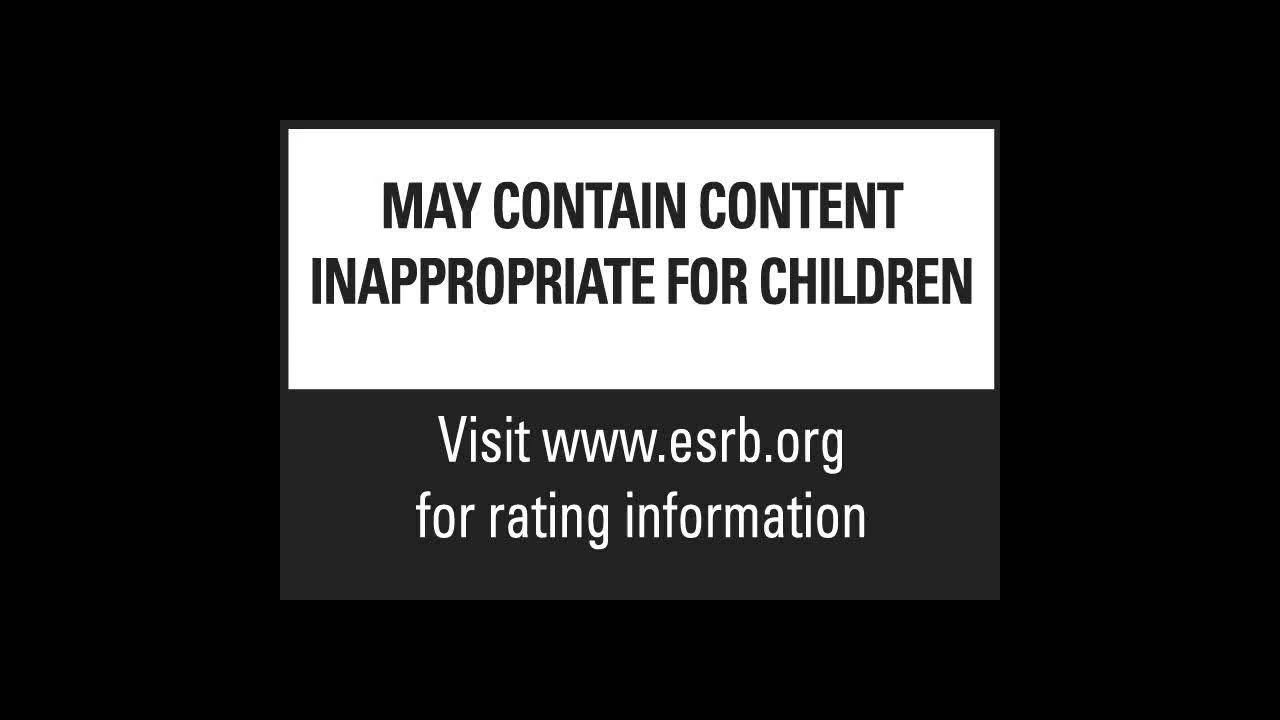 MAY CONTAIN CONTENT
INAPPROPRIATE FOR CHILDREN
Visit www.esrb.org
for rating information